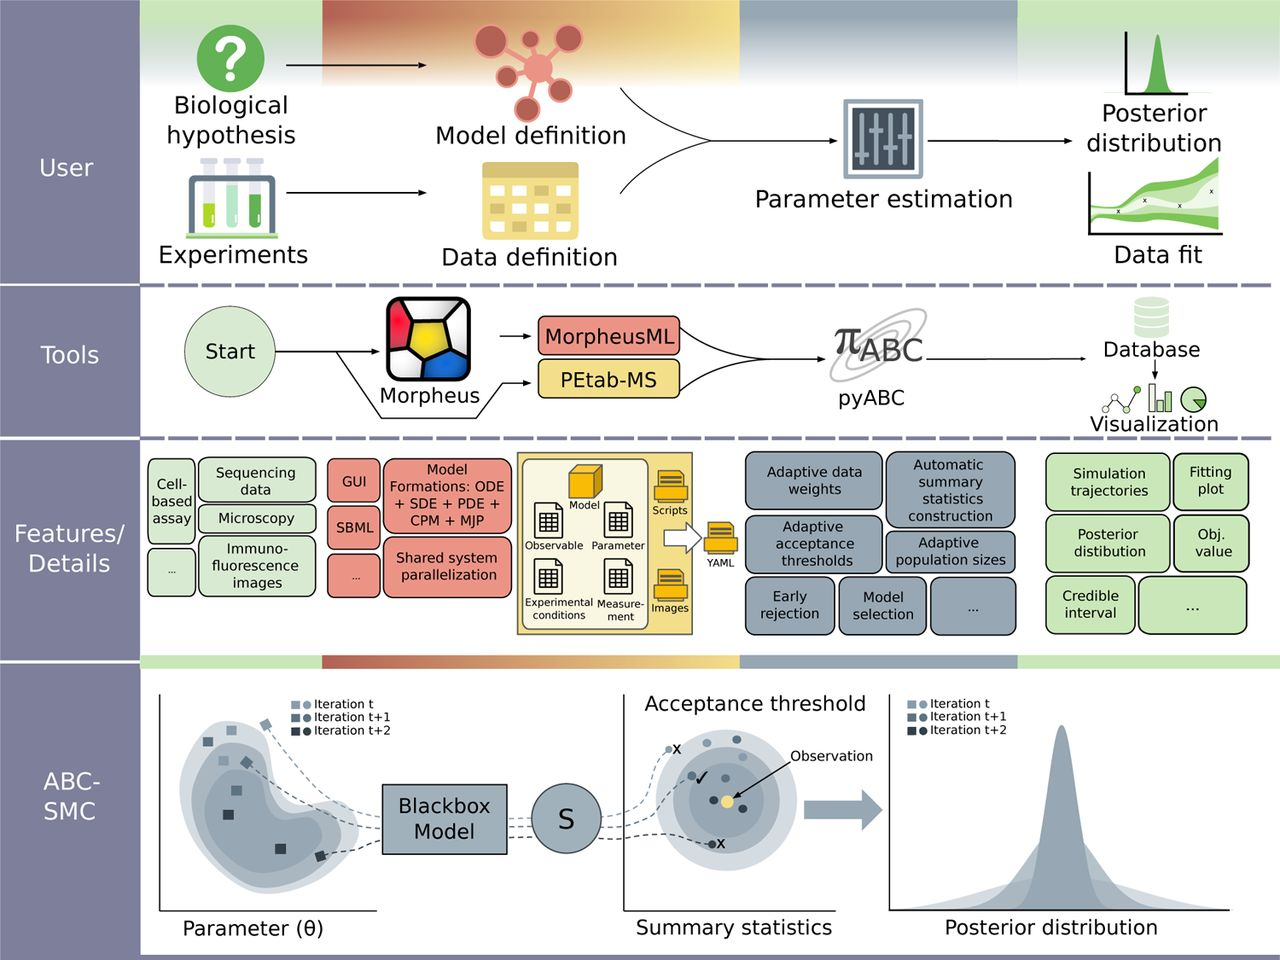 User
?
Biological
hypothesis
Experiments
Model definition
Data definition
Parameter estimation
Posterior
distribution
x
x
x
x
Data fit
Tools
Start
Morpheus
MorpheusML
PEtab-MS
πABC
pyABC
Database
Visualization
Features/
Details
Cell-
based
assay
Sequencing
data
Microscopy
...
Immuno-
fluorescence
images
GUI
SBML
...
Model
Formations: ODE
+ SDE + PDE +
CPM + MJP
Shared system
parallelization
Model
Observable
Parameter
Experimental
conditions
Measure-
ment
Scripts
Images
YAML
Adaptive data
weights
Automatic
summary
statistics
construction
Adaptive
acceptance
thresholds
Adaptive
population sizes
Early
rejection
Model
selection
...
Simulation
trajectories
Fitting
plot
Posterior
distibution
Obj.
value
Credible
interval
...
ABC-
SMC
Iteration t
Iteration t+1
Iteration t+2
Parameter (θ)
Blackbox
Model
S
Acceptance threshold
x
✓
x
Observation
Summary statistics
Iteration t
Iteration t+1
Iteration t+2
Posterior distribution